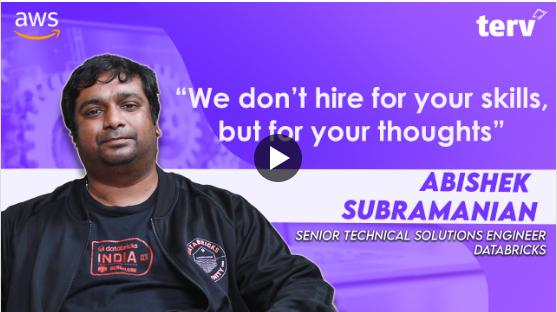 aws
terv
“We don’t hire for your skills,
but for your thoughts”
ABISHEK
SUBRAMANIAN
SENIOR TECHNICAL SOLUTIONS ENGINEER
DATABRICKS
databricks
INDIA